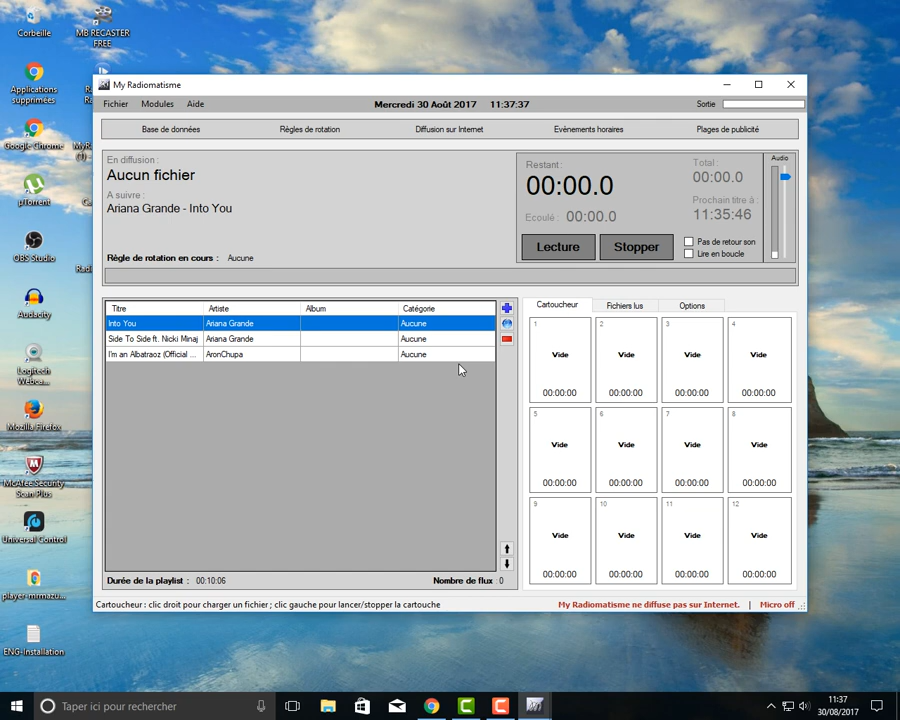 Corbeille
MB RECASTER FREE
Applications supprimées
Google Chrome
µTorrent
OBS Studio
Audacity
Logitech Webca...
Mozilla Firefox
McAfee Security Scan Plus
Universal Control
player-mrmazu...
ENG-Installation
My Radiomatisme
Fichier Modules Aide Mercredi 30 Août 2017 11:37:37 Sortie
Base de données Règles de rotation Diffusion sur Internet Evènements horaires Plages de publicité
En diffusion :
Aucun fichier
A suivre :
Ariana Grande - Into You
Règle de rotation en cours : Aucune
Restant :
00:00.0
Ecoulé : 00:00.0
Total :
00:00.0
Prochain titre à :
11:35:46
Audio
Lecture Stopper
Pas de retour son
Lire en boucle
Titre Artiste Album Catégorie
Into You Ariana Grande Aucune
Side To Side ft. Nicki Minaj Ariana Grande Aucune
I'm an Albatraoz (Official ... AronChupa Aucune
Durée de la playlist : 00:10:06 Nombre de flux : 0
Cartoucheur Fichiers lus Options
1 2 3 4
Vide Vide Vide Vide
00:00:00 00:00:00 00:00:00 00:00:00
5 6 7 8
Vide Vide Vide Vide
00:00:00 00:00:00 00:00:00 00:00:00
9 10 11 12
Vide Vide Vide Vide
00:00:00 00:00:00 00:00:00 00:00:00
Cartoucheur : clic droit pour charger un fichier ; clic gauche pour lancer/stopper la cartouche My Radiomatisme ne diffuse pas sur Internet. | Micro off
Taper ici pour rechercher
11:37
30/08/2017